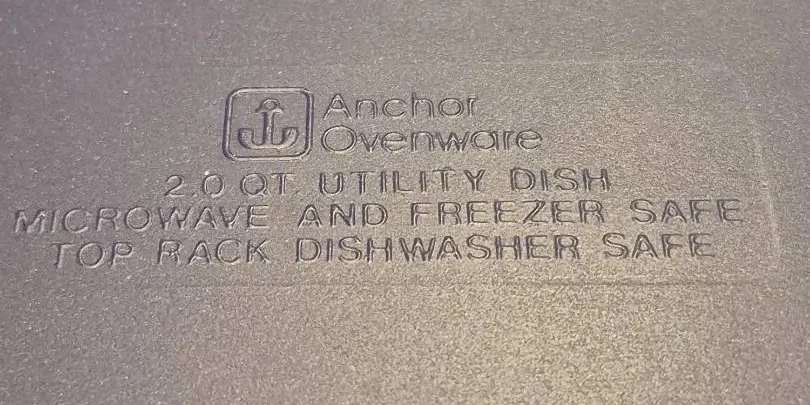 Anchor
Ovenware
2.0 QT. UTILITY DISH
MICROWAVE AND FREEZER SAFE
TOP RACK DISHWASHER SAFE